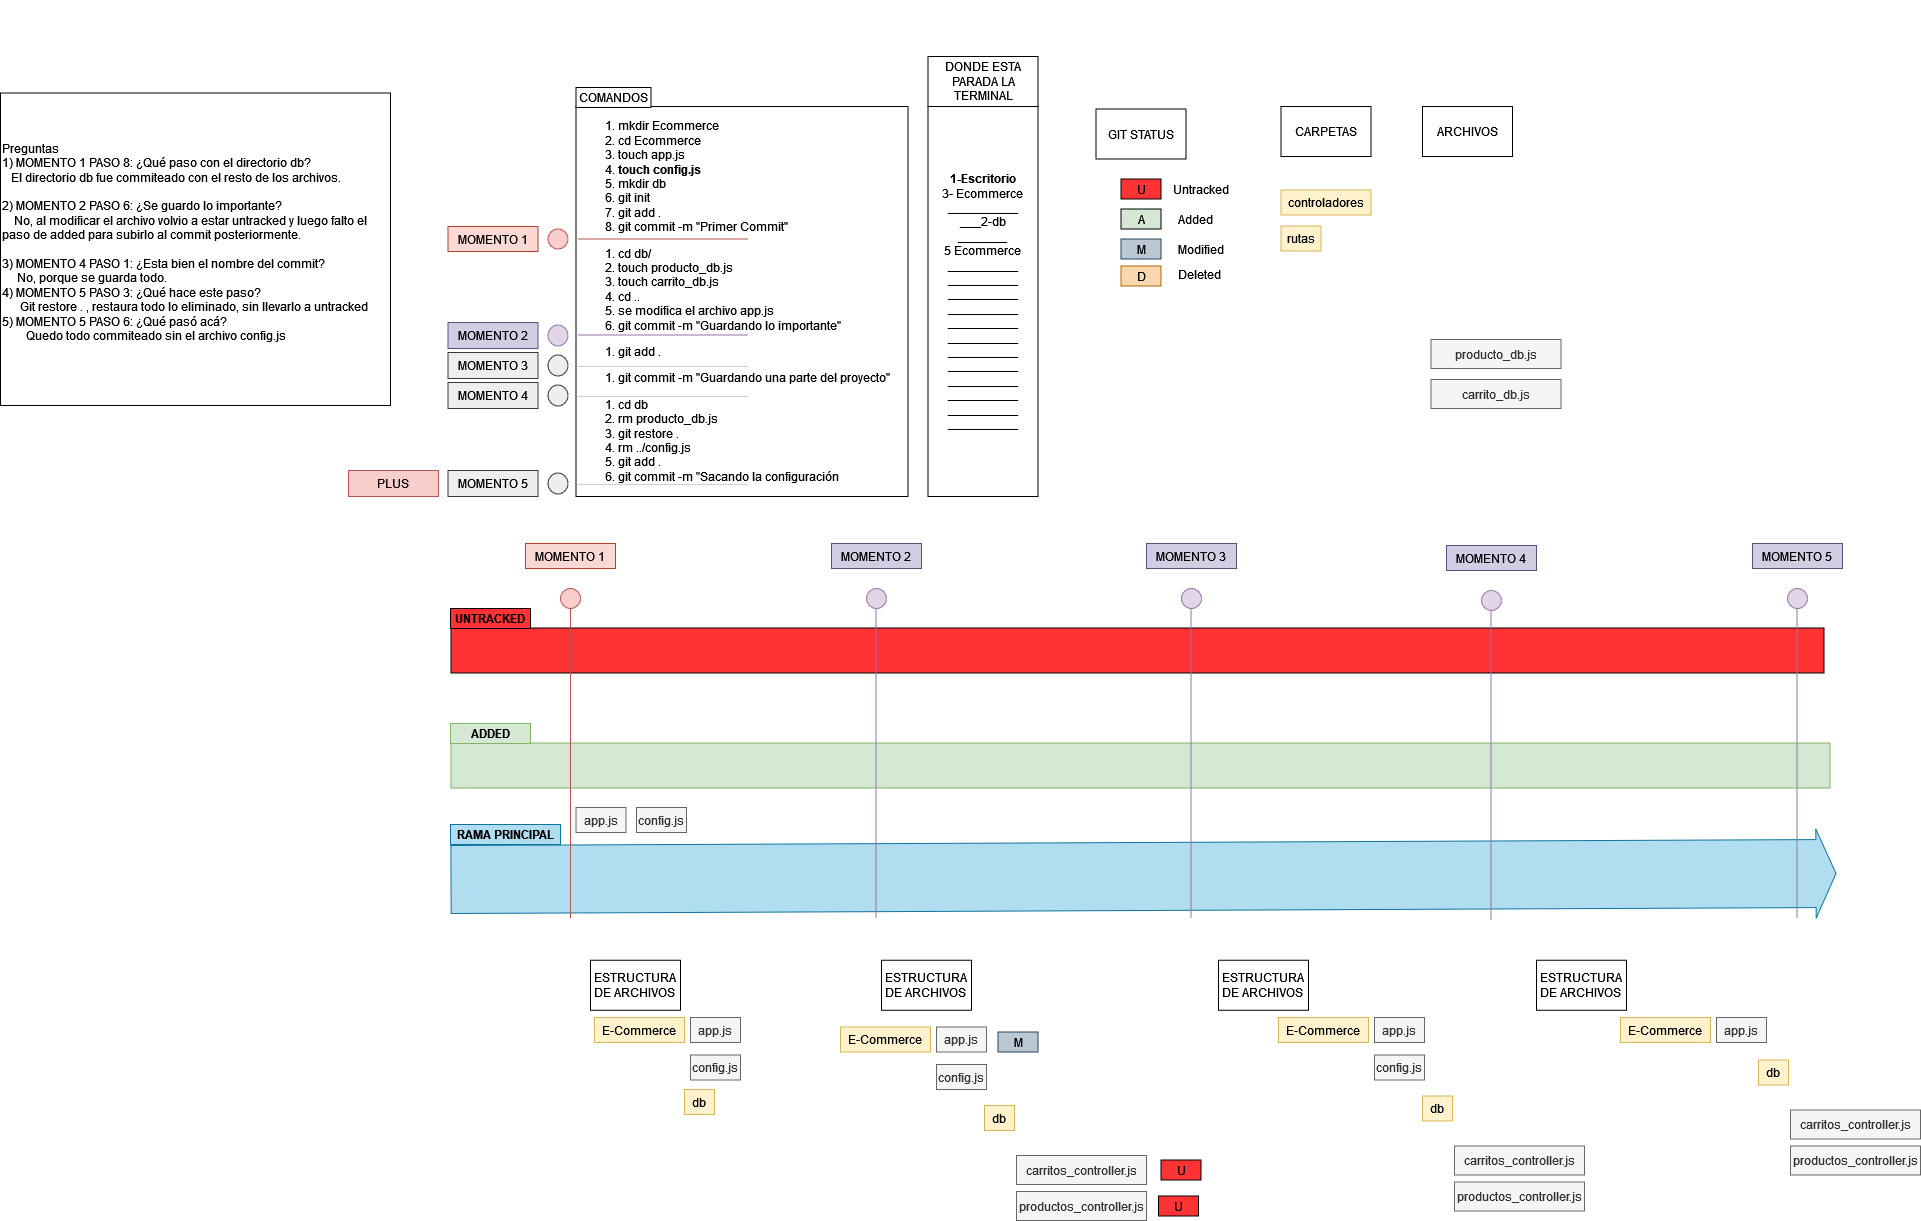 Preguntas
1) MOMENTO 1 PASO 8: ¿Qué paso con el directorio db?
El directorio db fue commiteado con el resto de los archivos.
2) MOMENTO 2 PASO 6: ¿Se guardo lo importante?
No, al modificar el archivo volvio a estar untracked y luego falto el
paso de added para subirlo al commit posteriormente.
3) MOMENTO 4 PASO 1: ¿Esta bien el nombre del commit?
No, porque se guarda todo.
4) MOMENTO 5 PASO 3: ¿Qué hace este paso?
Git restore . , restaura todo lo eliminado, sin llevarlo a untracked
5) MOMENTO 5 PASO 6: ¿Qué pasó acá?
Quedo todo commiteado sin el archivo config.js
COMANDOS
1. mkdir Ecommerce
2. cd Ecommerce
3. touch app.js
4. touch config.js
5. mkdir db
6. git init
7. git add .
8. git commit -m "Primer Commit"
MOMENTO 1
1. cd db/
2. touch producto_db.js
3. touch carrito_db.js
4. cd ..
5. se modifica el archivo app.js
6. git commit -m "Guardando lo importante"
MOMENTO 2
1. git add .
MOMENTO 3
1. git commit -m "Guardando una parte del proyecto"
MOMENTO 4
1. cd db
2. rm producto_db.js
3. git restore .
4. rm ../config.js
5. git add .
6. git commit -m "Sacando la configuración
PLUS
MOMENTO 5
DONDE ESTA
PARADA LA
TERMINAL
1-Escritorio
3- Ecommerce
___2-db
5 Ecommerce
GIT STATUS
U Untracked
A Added
M Modified
D Deleted
CARPETAS
controladores
rutas
ARCHIVOS
producto_db.js
carrito_db.js
MOMENTO 1
MOMENTO 2
MOMENTO 3
MOMENTO 4
MOMENTO 5
UNTRACKED
ADDED
app.js
config.js
RAMA PRINCIPAL
ESTRUCTURA
DE ARCHIVOS
E-Commerce
app.js
config.js
db
ESTRUCTURA
DE ARCHIVOS
E-Commerce
app.js
M
config.js
db
carritos_controller.js
U
productos_controller.js
U
ESTRUCTURA
DE ARCHIVOS
E-Commerce
app.js
config.js
db
carritos_controller.js
productos_controller.js
ESTRUCTURA
DE ARCHIVOS
E-Commerce
app.js
db
carritos_controller.js
productos_controller.js